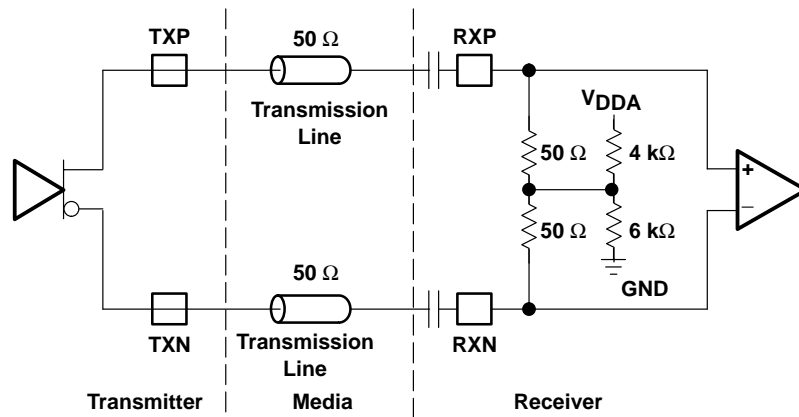 TXP
50 Ω
RXP
Transmission
Line
VDDA
50 Ω
4 kΩ
+
50 Ω
6 kΩ
−
GND
50 Ω
TXN
Transmission
Line
RXN
Transmitter
Media
Receiver